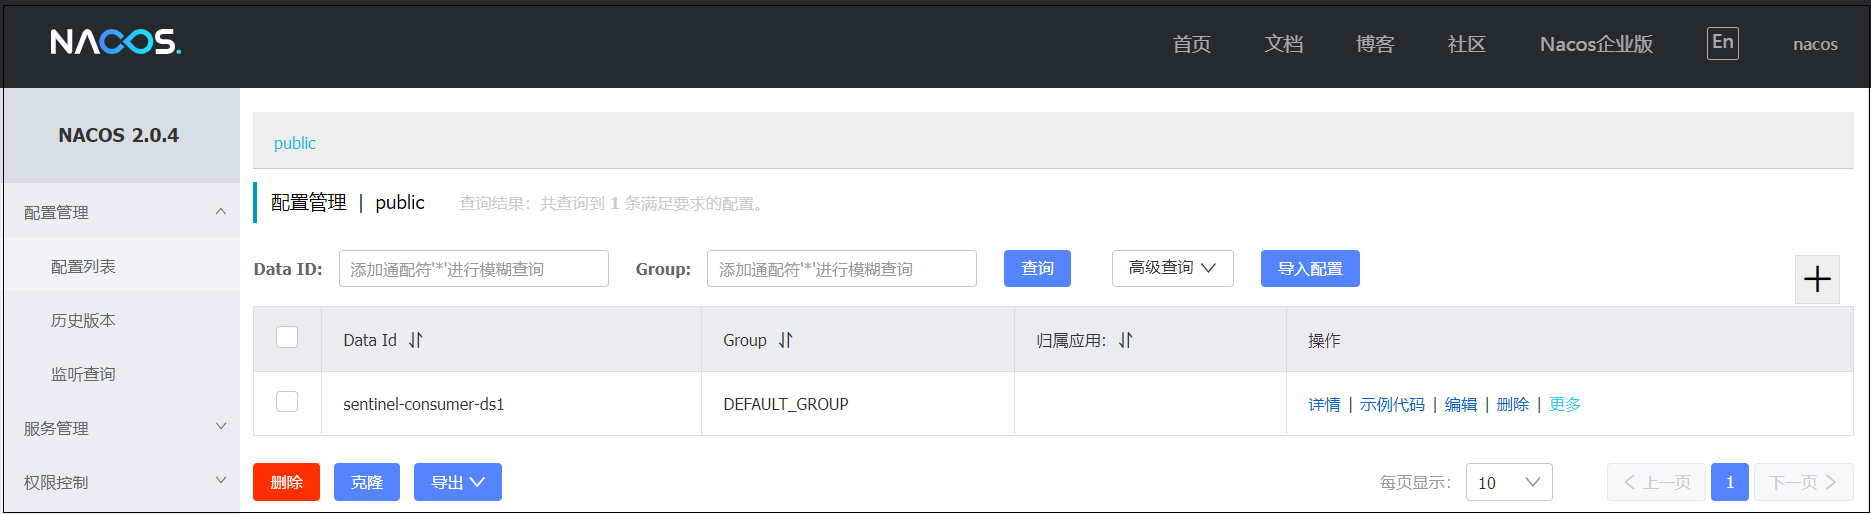 NACOS. 首页 文档 博客 社区 Nacos企业版 En nacos
NACOS 2.0.4
配置管理
配置列表
历史版本
监听查询
服务管理
权限控制
public
配置管理 | public 查询结果：共查询到 1 条满足要求的配置。
Data ID: 添加通配符'*'进行模糊查询 Group: 添加通配符'*'进行模糊查询 查询 高级查询 导入配置
Data Id Group 归属应用: 操作
sentinel-consumer-ds1 DEFAULT_GROUP 详情 | 示例代码 | 编辑 | 删除 | 更多
删除 克隆 导出 每页显示: 10 上一页 1 下一页